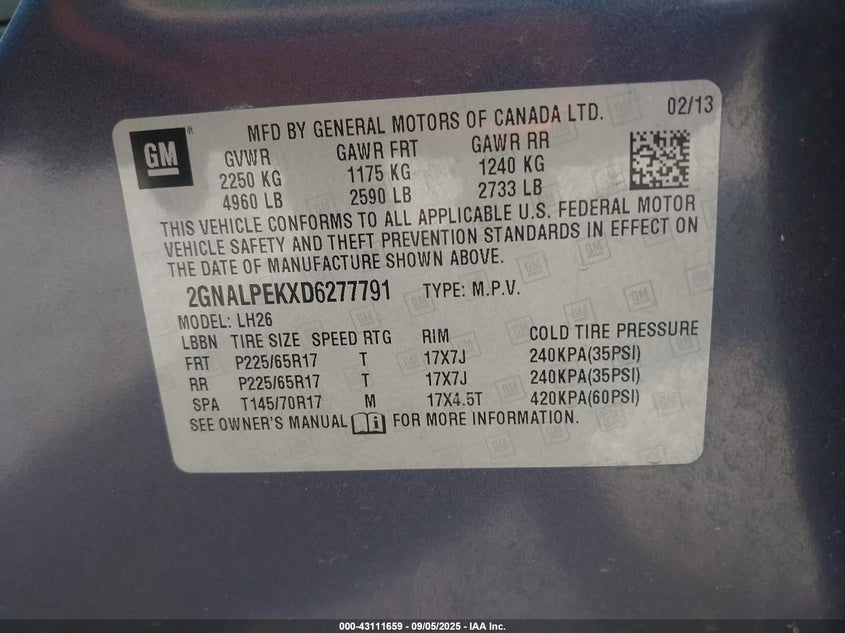 MFD BY GENERAL MOTORS OF CANADA LTD. 02/13
GM
GVWR GAWR FRT GAWR RR
2250 KG 1175 KG 1240 KG
4960 LB 2590 LB 2733 LB
THIS VEHICLE CONFORMS TO ALL APPLICABLE U.S. FEDERAL MOTOR
VEHICLE SAFETY AND THEFT PREVENTION STANDARDS IN EFFECT ON
THE DATE OF MANUFACTURE SHOWN ABOVE.
2GNALPEKXD6277791 TYPE: M.P.V.
MODEL: LH26
LBBN TIRE SIZE SPEED RTG RIM COLD TIRE PRESSURE
FRT P225/65R17 T 17X7J 240KPA(35PSI)
RR P225/65R17 T 17X7J 240KPA(35PSI)
SPA T145/70R17 M 17X4.5T 420KPA(60PSI)
SEE OWNER'S MANUAL FOR MORE INFORMATION.
000-43111659 - 09/05/2025 - IAA Inc.